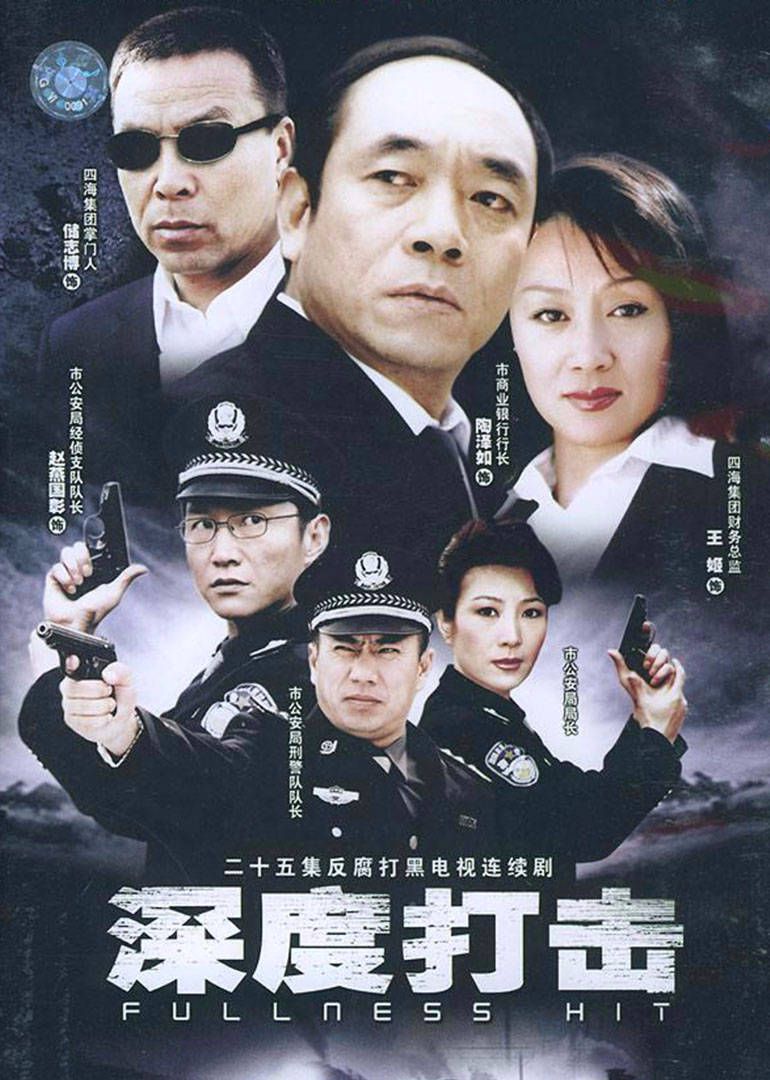 四海集团掌门人
储志博 饰
市商业银行行长
陶泽如 饰
四海集团财务总监
王姬 饰
市公安局经侦支队队长
赵燕国彰 饰
市公安局刑警队队长
市公安局局长
二十五集反腐打黑电视连续剧
深度打击
FULLNESS HIT